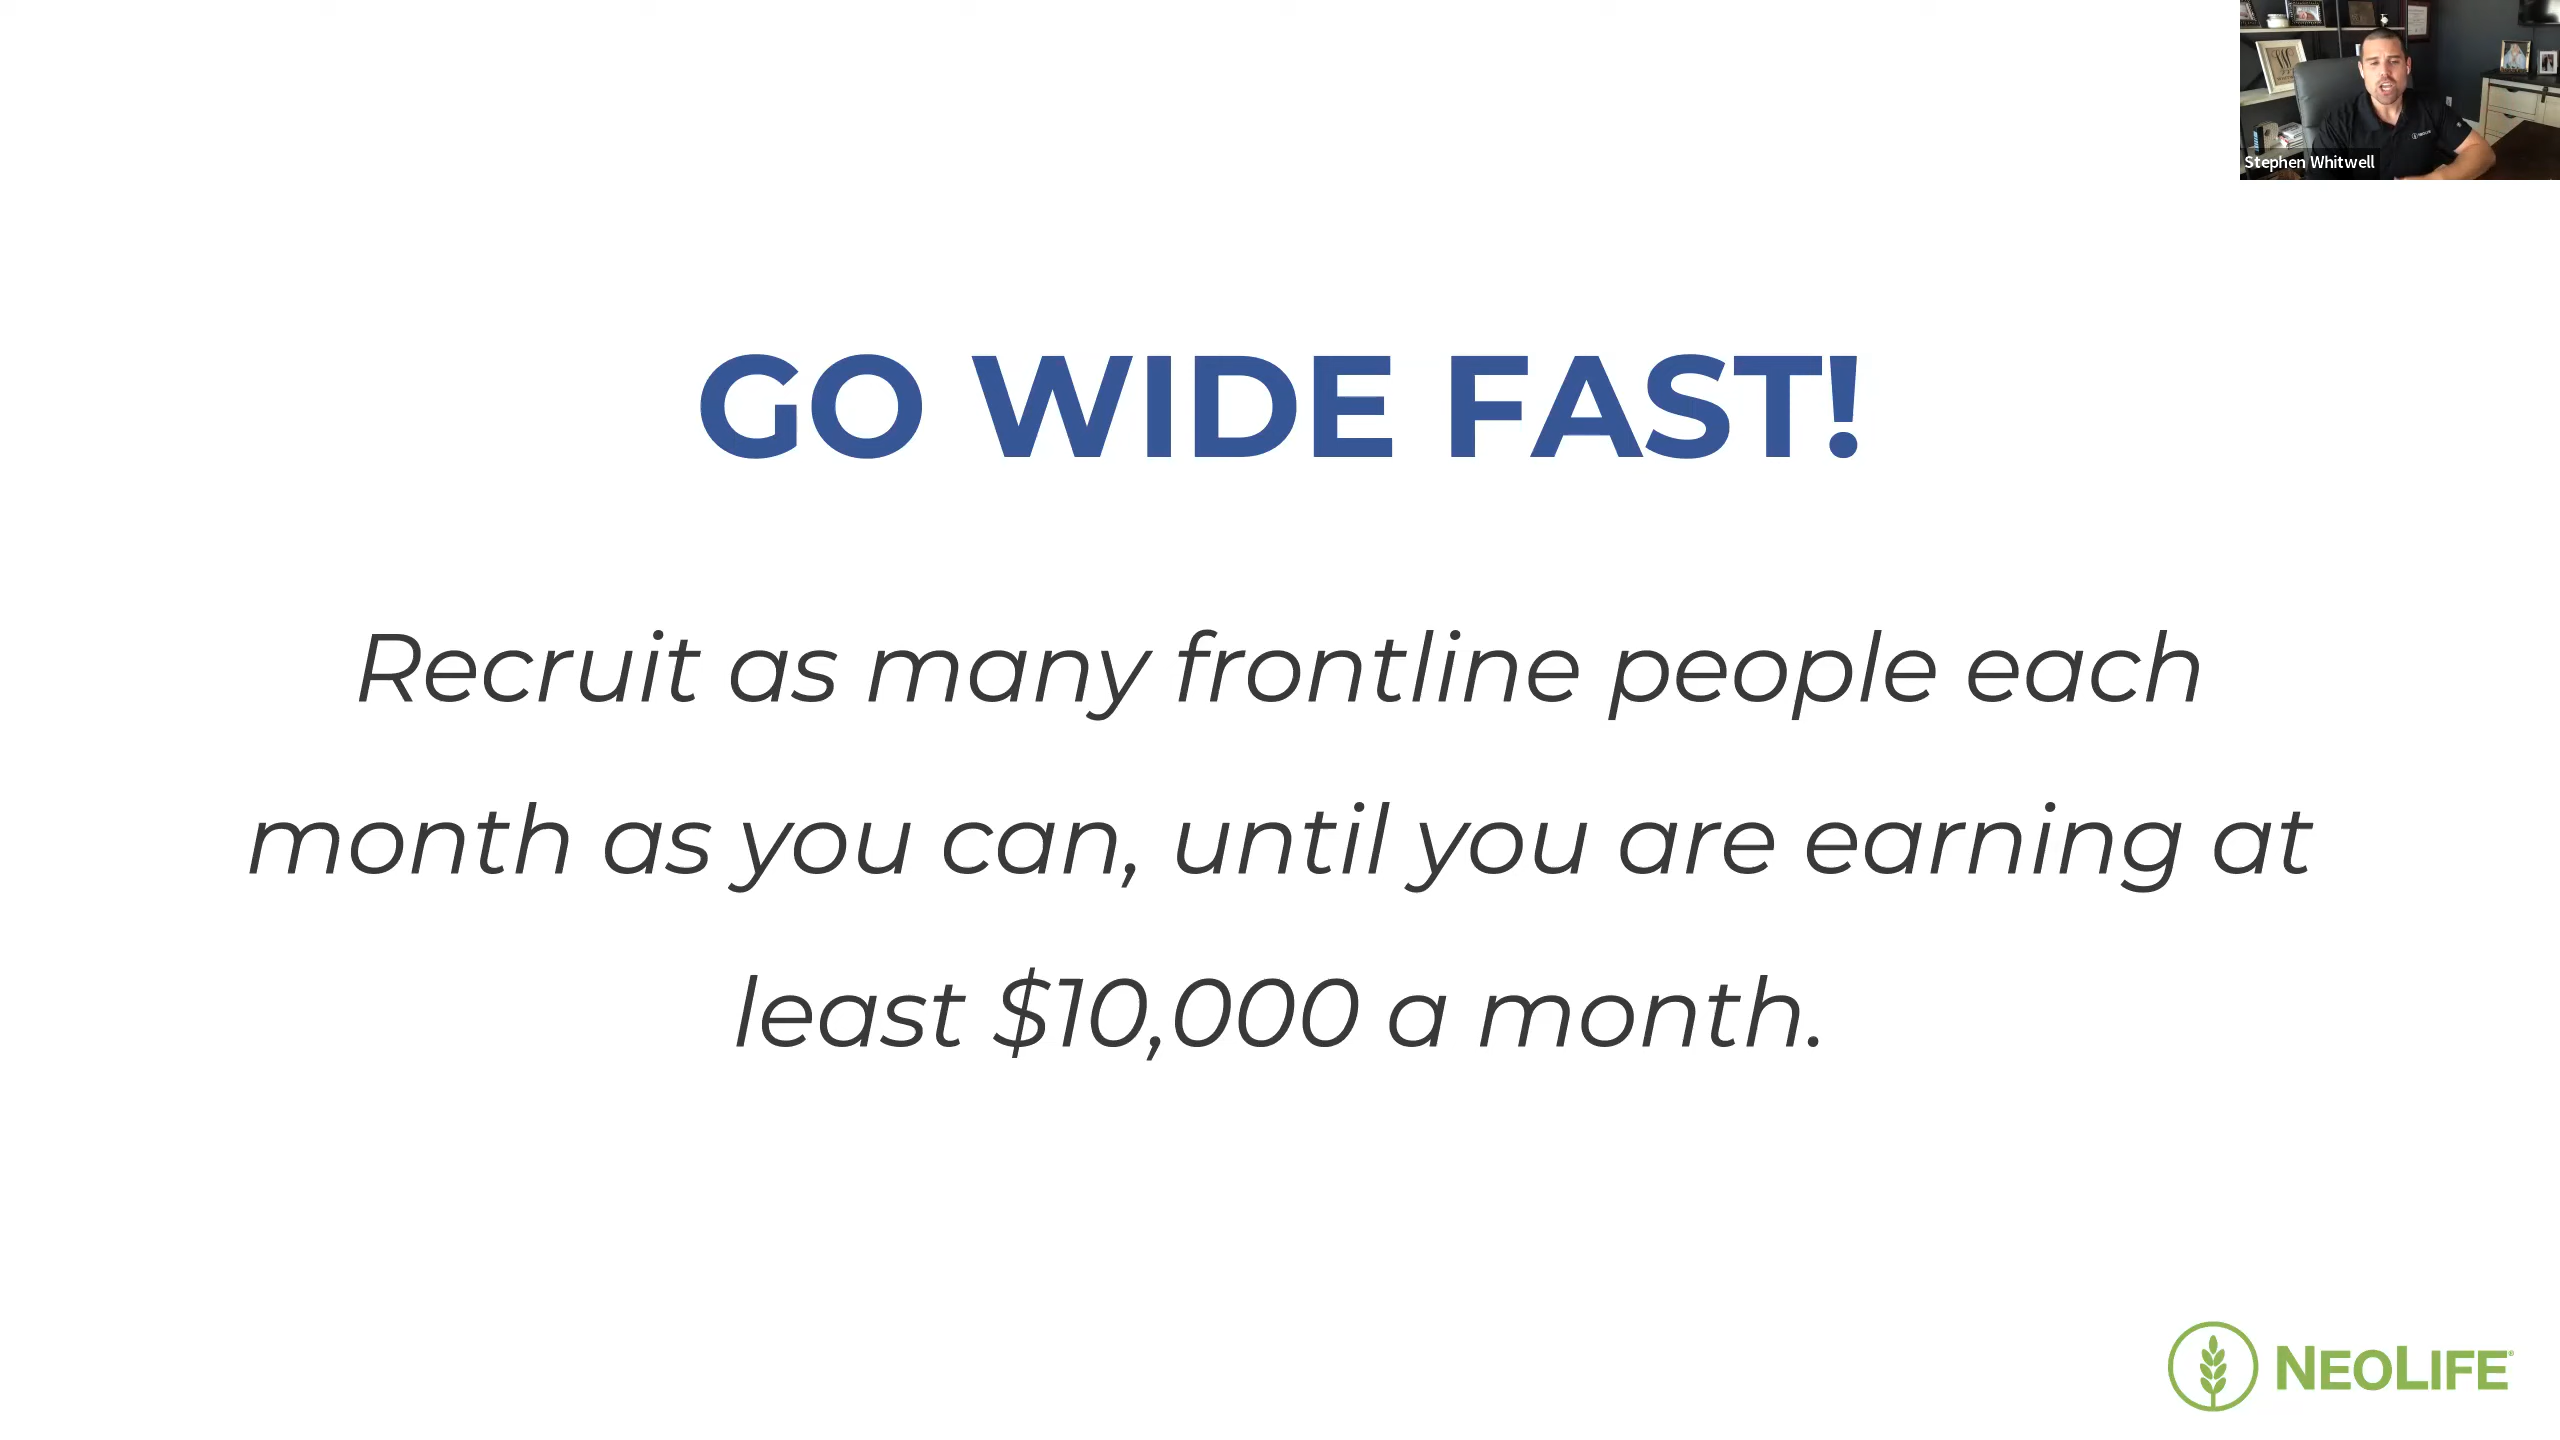 Stephen Whitwell
GO WIDE FAST!
Recruit as many frontline people each
month as you can, until you are earning at
least $10,000 a month.
NEOLIFE®